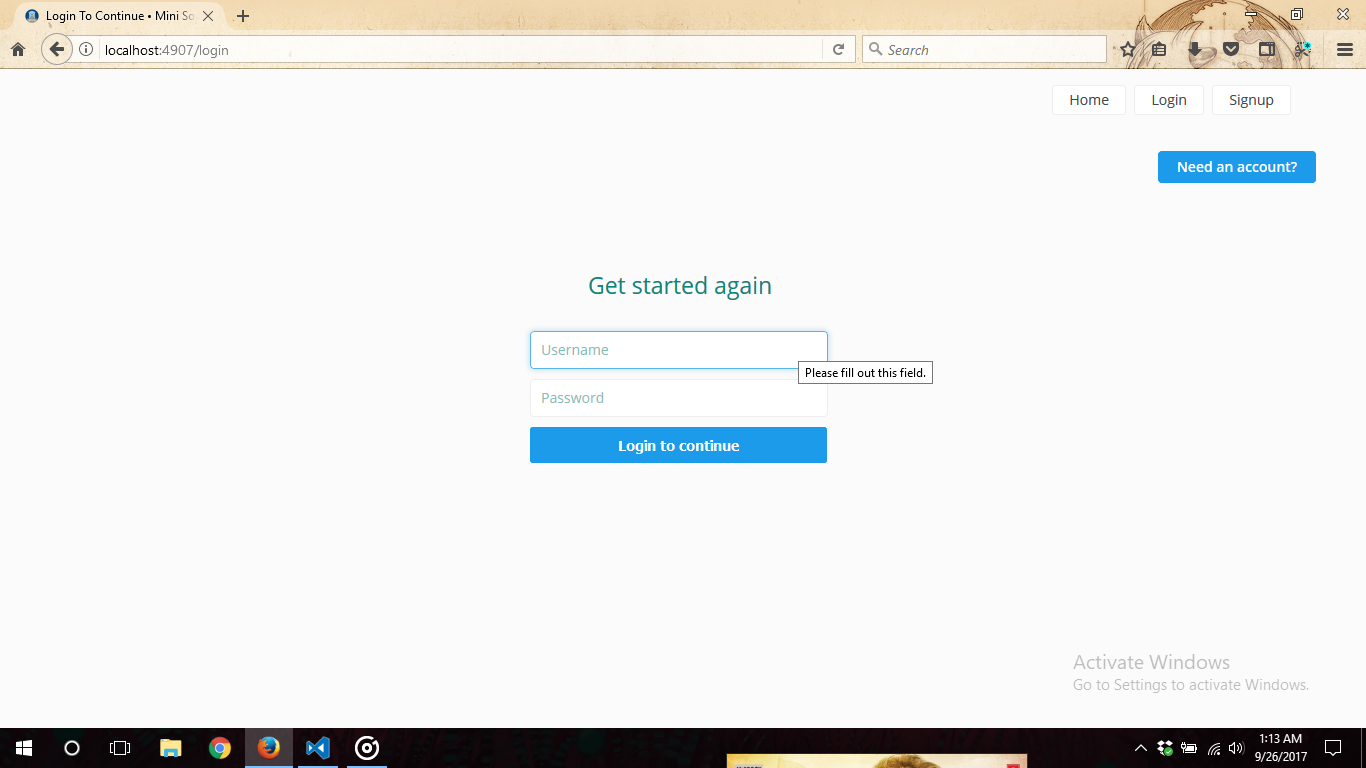 Login To Continue • Mini So
localhost:4907/login
Search
Home
Login
Signup
Need an account?
Get started again
Username
Please fill out this field.
Password
Login to continue
Activate Windows
Go to Settings to activate Windows.
1:13 AM
9/26/2017